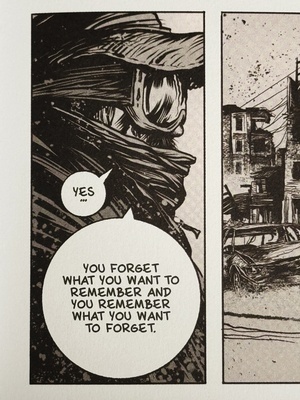 YES
...
YOU FORGET
WHAT YOU WANT TO
REMEMBER AND
YOU REMEMBER
WHAT YOU WANT
TO FORGET.